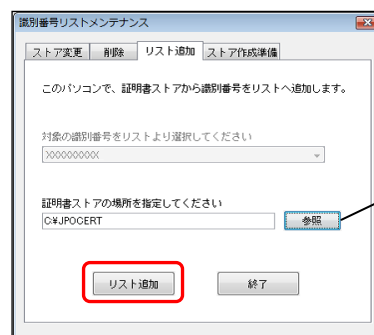 識別番号リストメンテナンス
ストア変更 削除 リスト追加 ストア作成準備
このパソコンで、証明書ストアから識別番号をリストへ追加します。
対象の識別番号をリストより選択してください
XXXXXXXXX
証明書ストアの場所を指定してください
C:¥JPOCERT 参照
リスト追加 終了